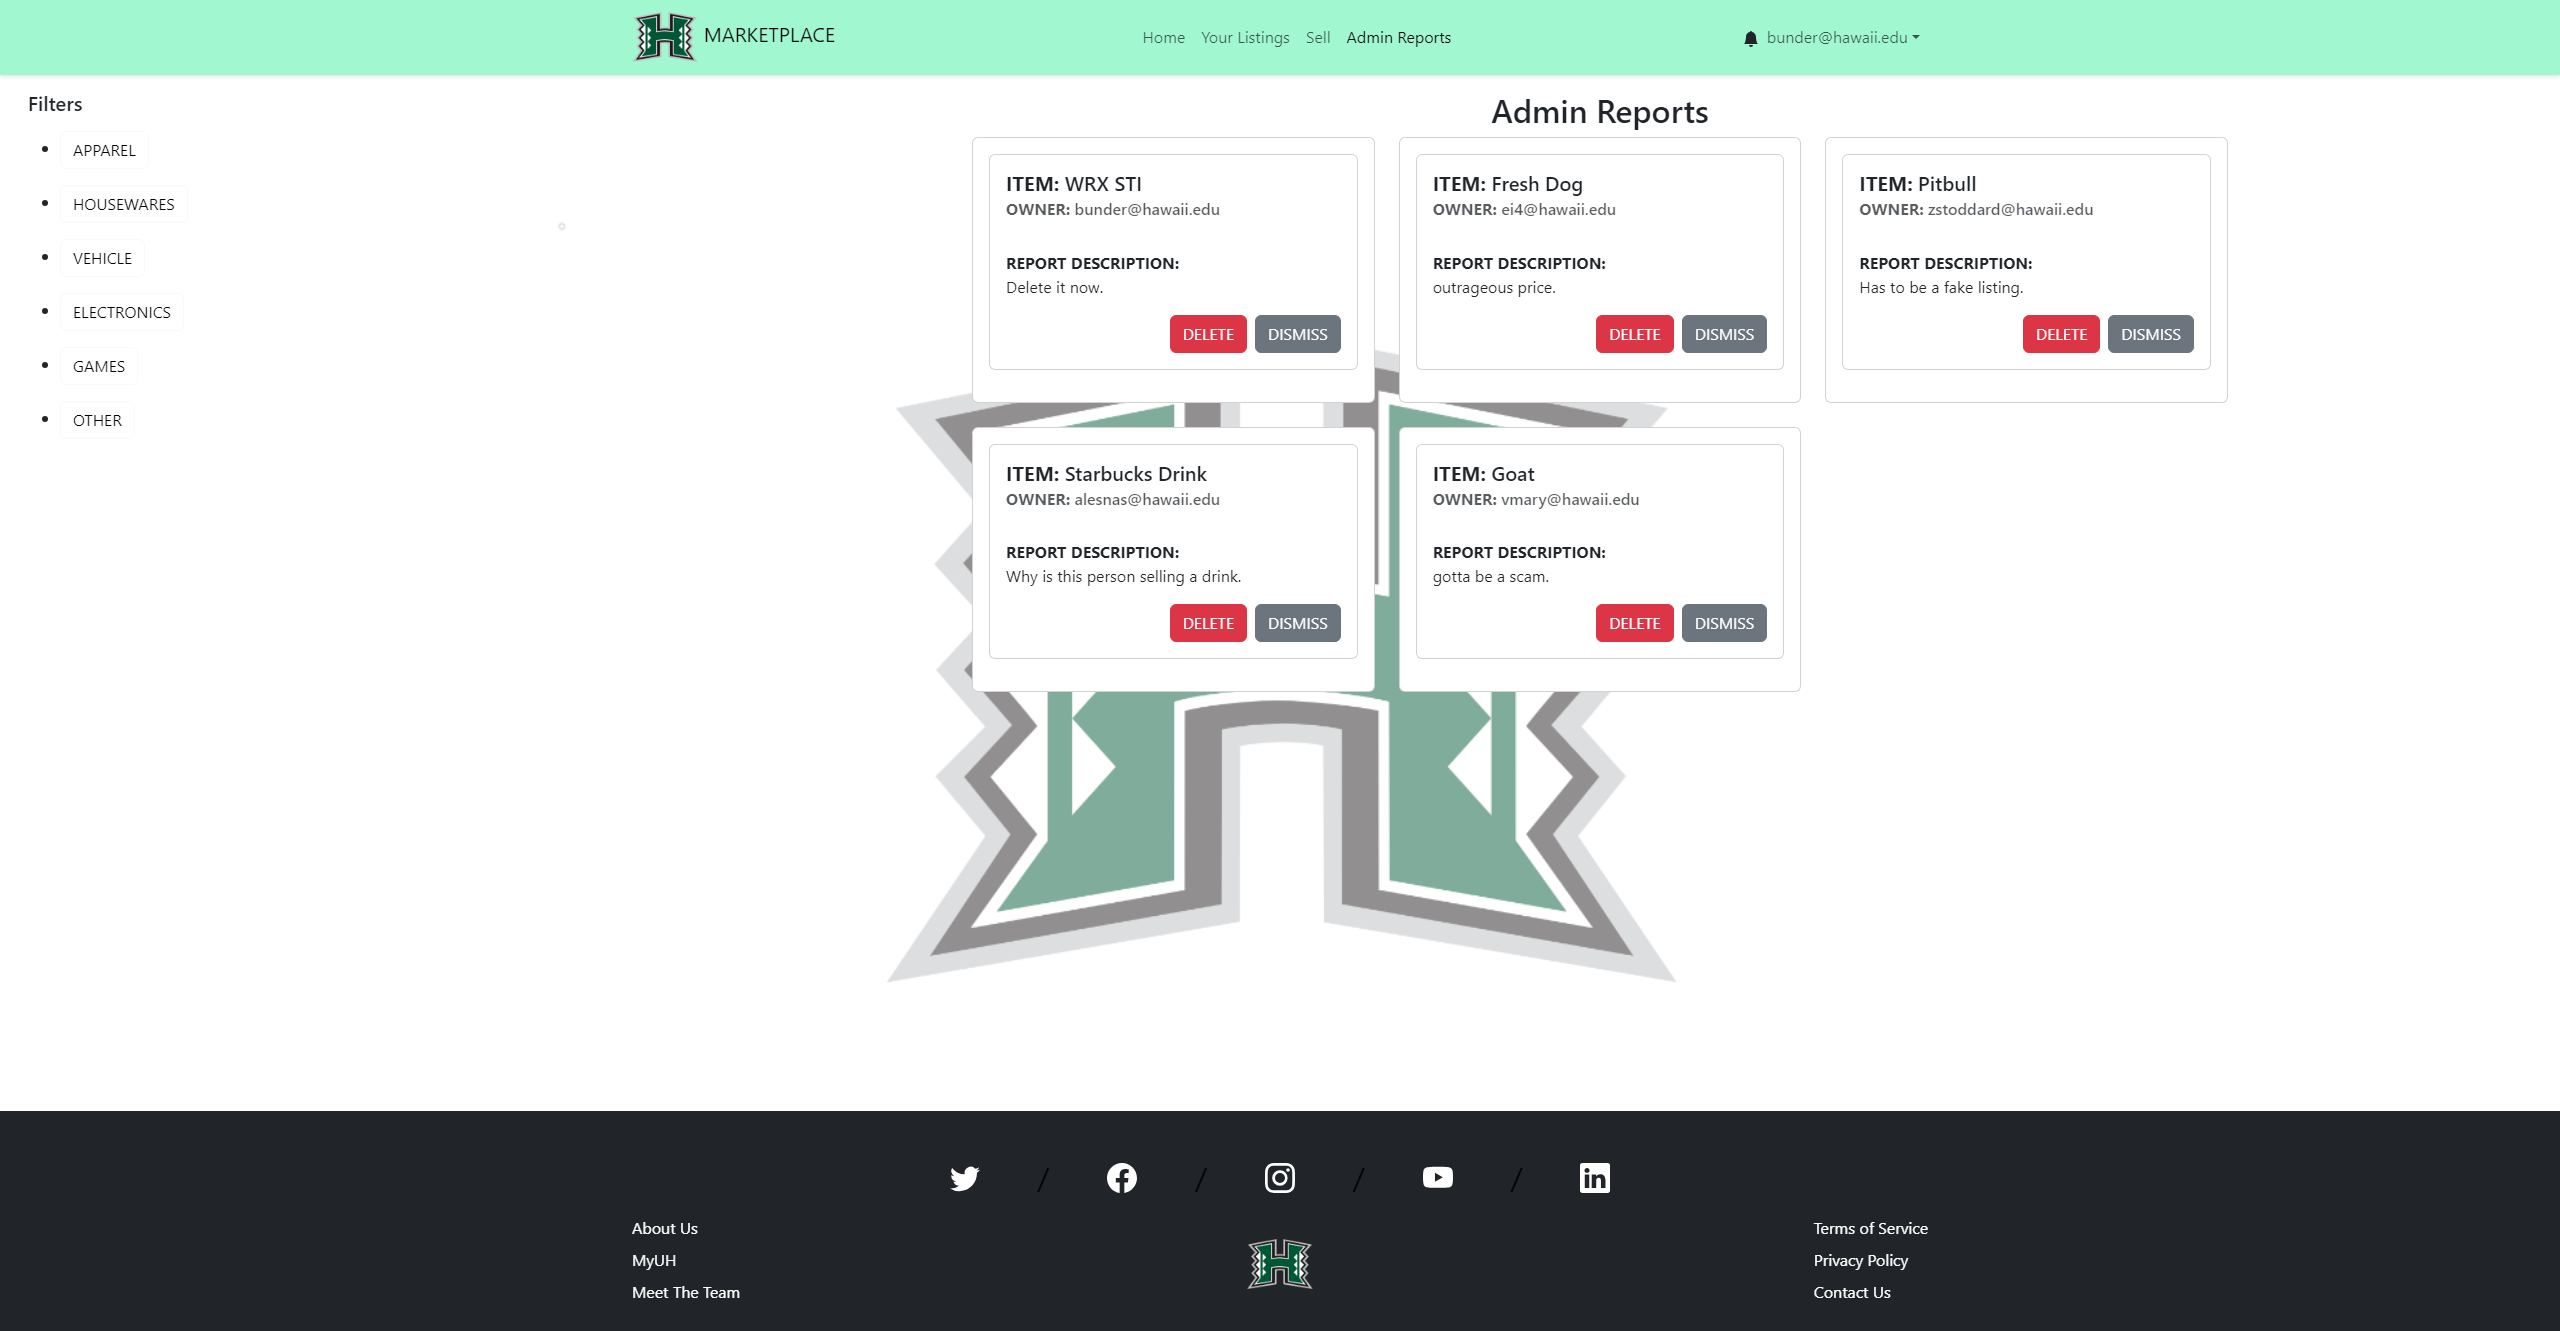 MARKETPLACE
Home Your Listings Sell Admin Reports
bunder@hawaii.edu
Filters
APPAREL
HOUSEWARES
VEHICLE
ELECTRONICS
GAMES
OTHER
Admin Reports
ITEM: WRX STI
OWNER: bunder@hawaii.edu
REPORT DESCRIPTION:
Delete it now.
DELETE DISMISS
ITEM: Fresh Dog
OWNER: ei4@hawaii.edu
REPORT DESCRIPTION:
outrageous price.
DELETE DISMISS
ITEM: Pitbull
OWNER: zstoddard@hawaii.edu
REPORT DESCRIPTION:
Has to be a fake listing.
DELETE DISMISS
ITEM: Starbucks Drink
OWNER: alesnas@hawaii.edu
REPORT DESCRIPTION:
Why is this person selling a drink.
DELETE DISMISS
ITEM: Goat
OWNER: vmary@hawaii.edu
REPORT DESCRIPTION:
gotta be a scam.
DELETE DISMISS
/ / / /
About Us
MyUH
Meet The Team
Terms of Service
Privacy Policy
Contact Us